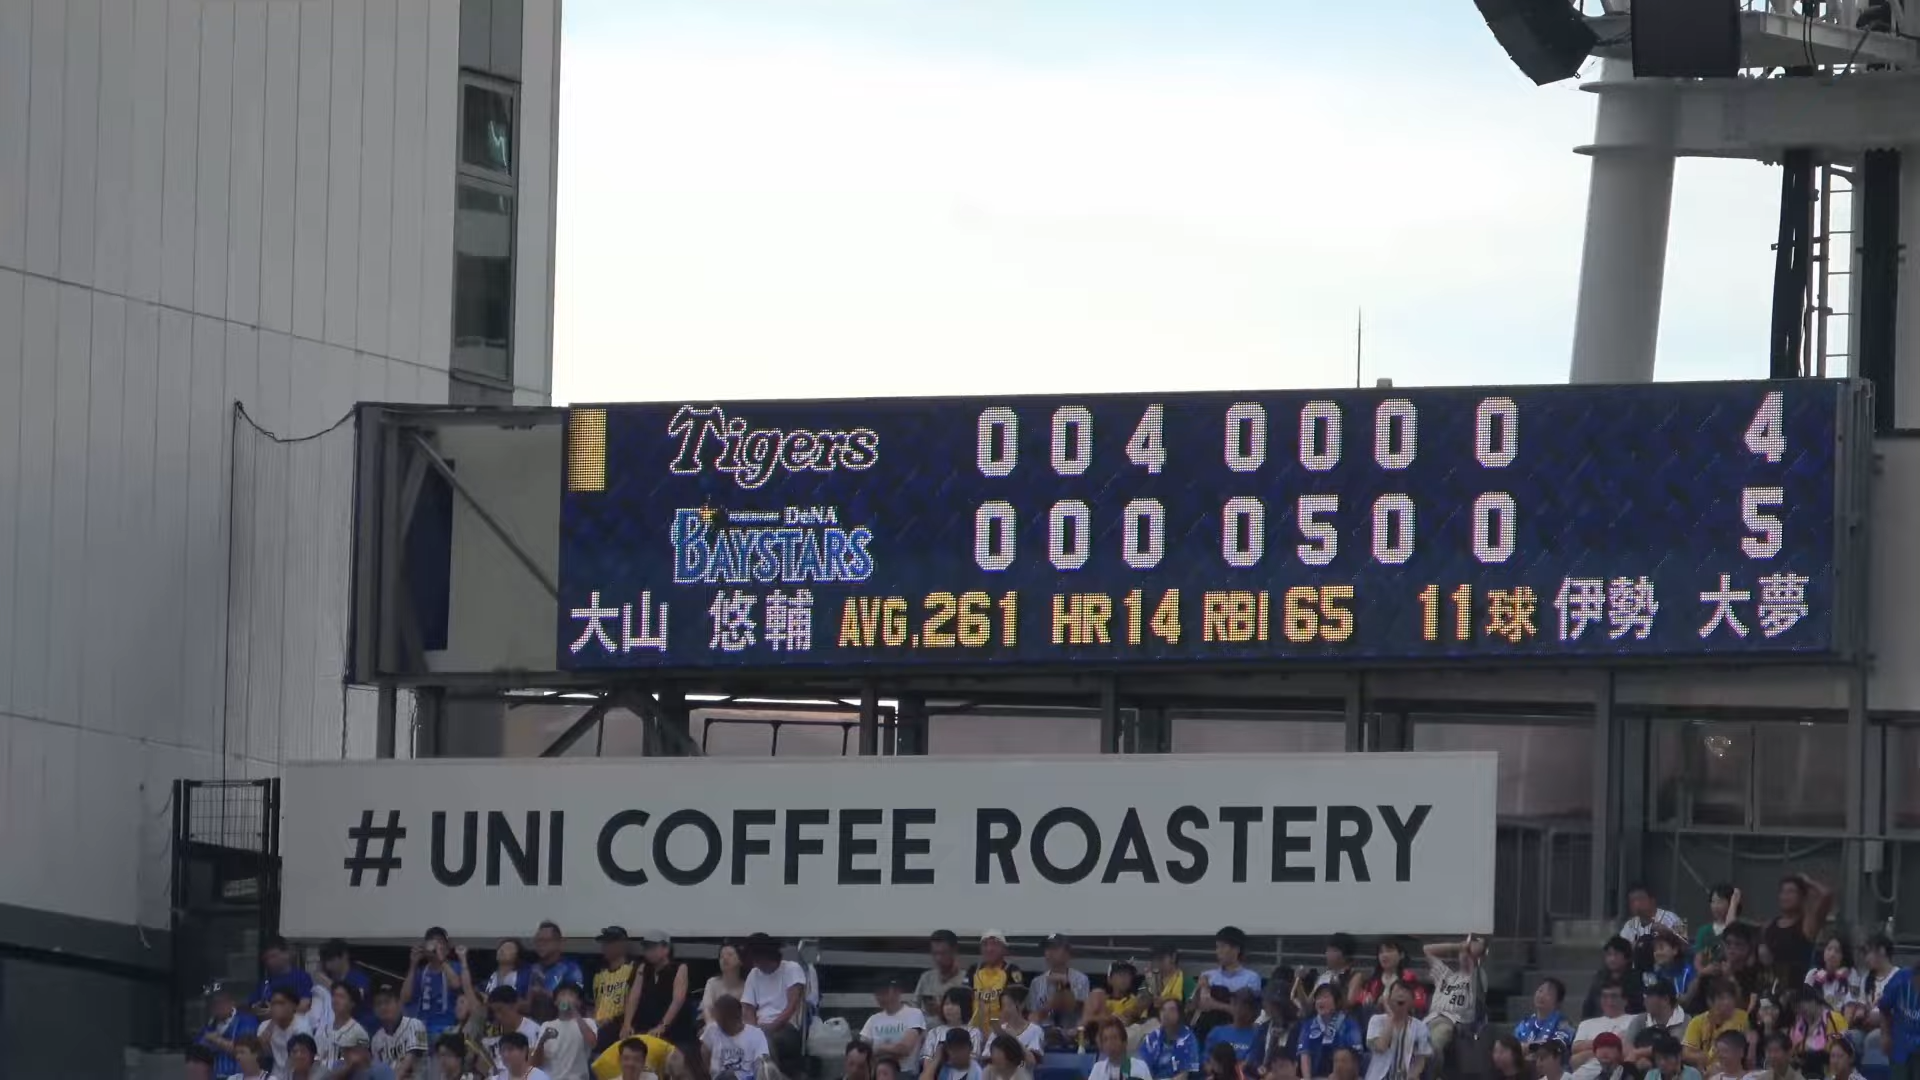 Tigers 0 0 4 0 0 0 0 4
DeNA
BAYSTARS 0 0 0 0 5 0 0 5
大山 悠輔 AVG.261 HR14 RBI65 11球 伊勢 大夢
# UNI COFFEE ROASTERY